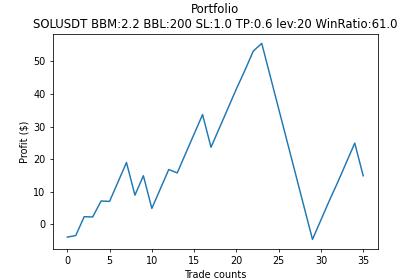 Portfolio
SOLUSDT BBM:2.2 BBL:200 SL:1.0 TP:0.6 lev:20 WinRatio:61.0
50
40
30
20
10
0
Profit ($)
0 5 10 15 20 25 30 35
Trade counts